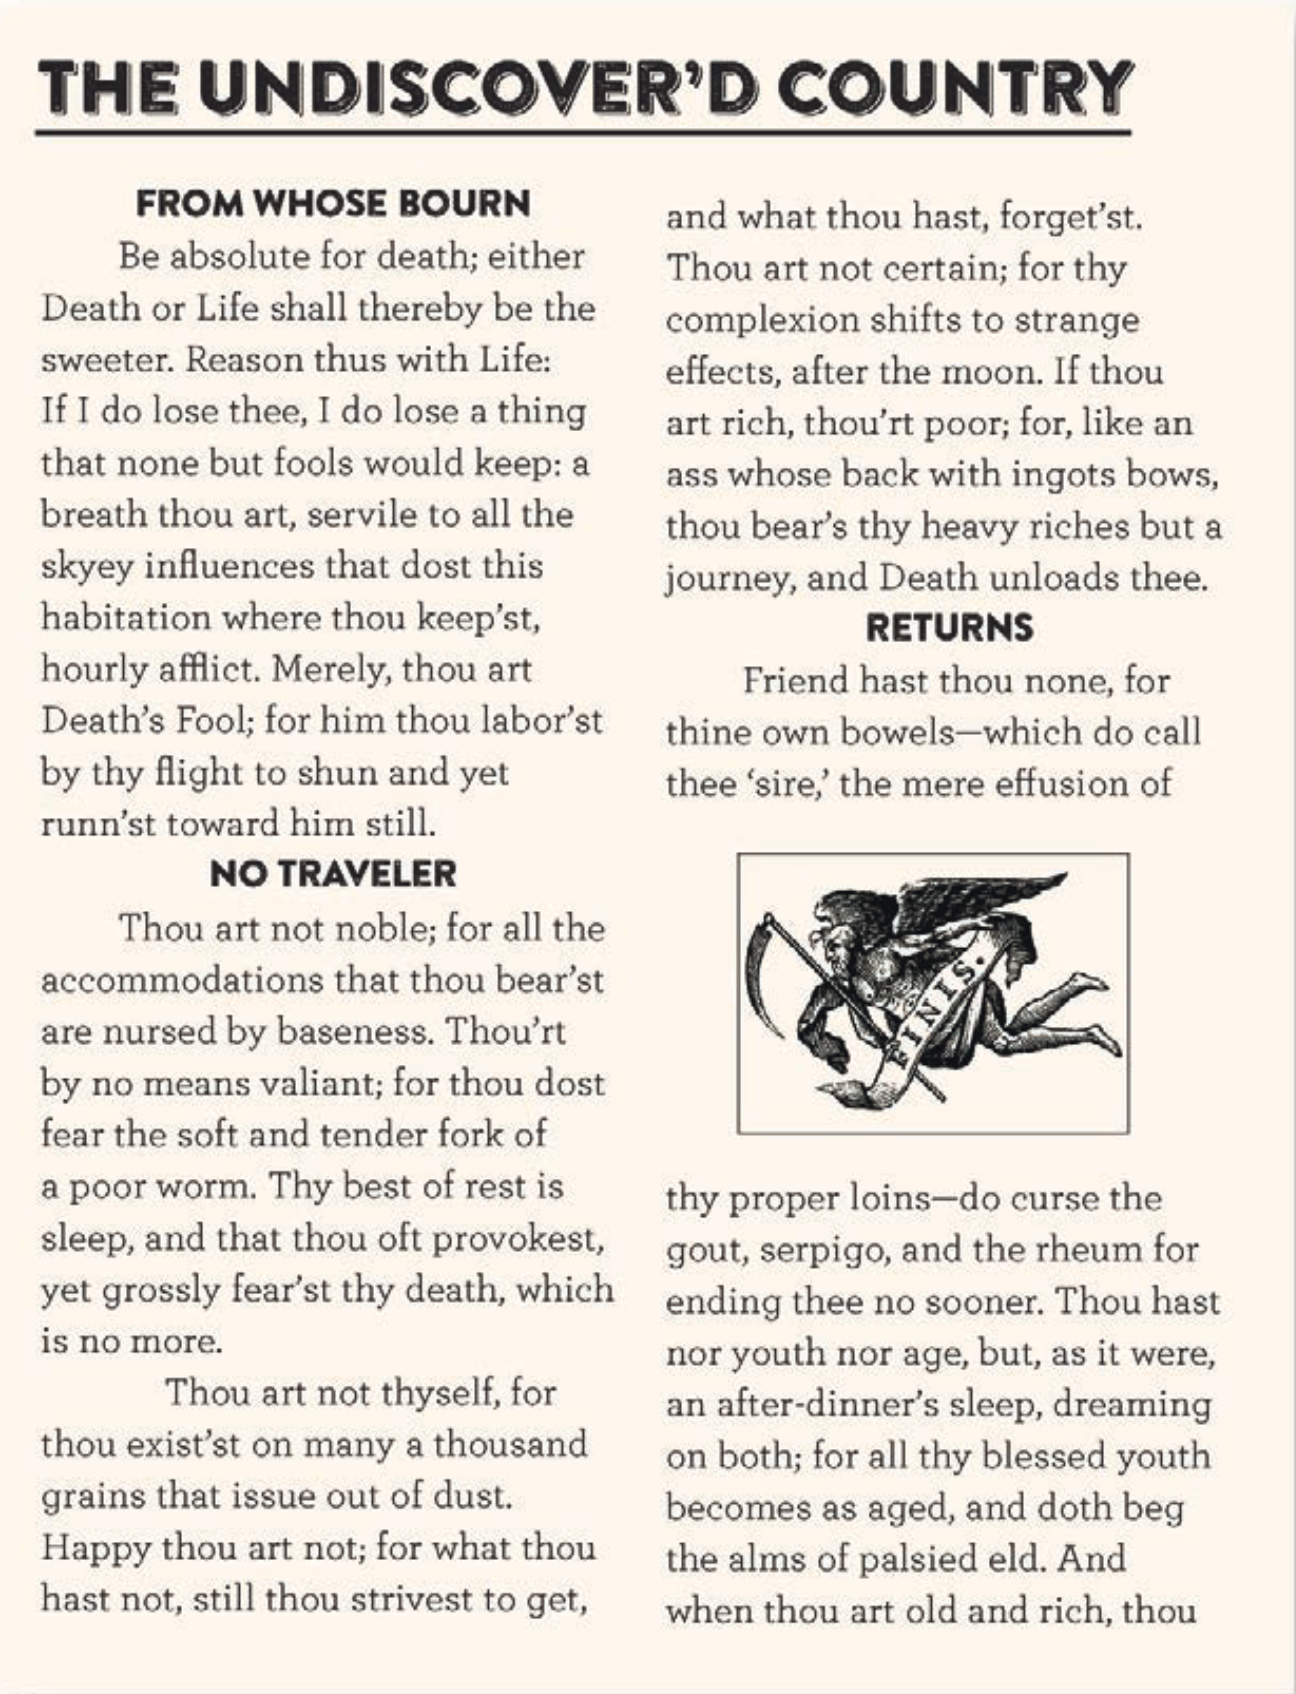 THE UNDISCOVER’D COUNTRY
FROM WHOSE BOURN
Be absolute for death; either
Death or Life shall thereby be the
sweeter. Reason thus with Life:
If I do lose thee, I do lose a thing
that none but fools would keep: a
breath thou art, servile to all the
skyey influences that dost this
habitation where thou keep’st,
hourly afflict. Merely, thou art
Death’s Fool; for him thou labor’st
by thy flight to shun and yet
runn’st toward him still.
NO TRAVELER
Thou art not noble; for all the
accommodations that thou bear’st
are nursed by baseness. Thou’rt
by no means valiant; for thou dost
fear the soft and tender fork of
a poor worm. Thy best of rest is
sleep, and that thou oft provokest,
yet grossly fear’st thy death, which
is no more.
Thou art not thyself, for
thou exist’st on many a thousand
grains that issue out of dust.
Happy thou art not; for what thou
hast not, still thou strivest to get,
and what thou hast, forget’st.
Thou art not certain; for thy
complexion shifts to strange
effects, after the moon. If thou
art rich, thou’rt poor; for, like an
ass whose back with ingots bows,
thou bear’s thy heavy riches but a
journey, and Death unloads thee.
RETURNS
Friend hast thou none, for
thine own bowels—which do call
thee ‘sire,’ the mere effusion of
FINIS.
thy proper loins—do curse the
gout, serpigo, and the rheum for
ending thee no sooner. Thou hast
nor youth nor age, but, as it were,
an after-dinner’s sleep, dreaming
on both; for all thy blessed youth
becomes as aged, and doth beg
the alms of palsied eld. And
when thou art old and rich, thou